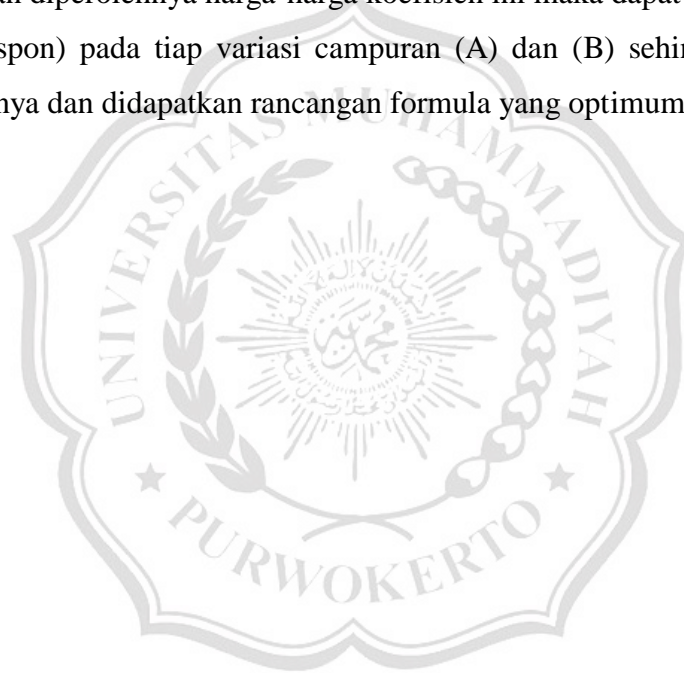 diperolehnya harga-harga koefisien ini maka dapat
spon) pada tiap variasi campuran (A) dan (B) sehi
nya dan didapatkan rancangan formula yang optimum
UNIVERSITAS MUHAMMADIYAH
PURWOKERTO